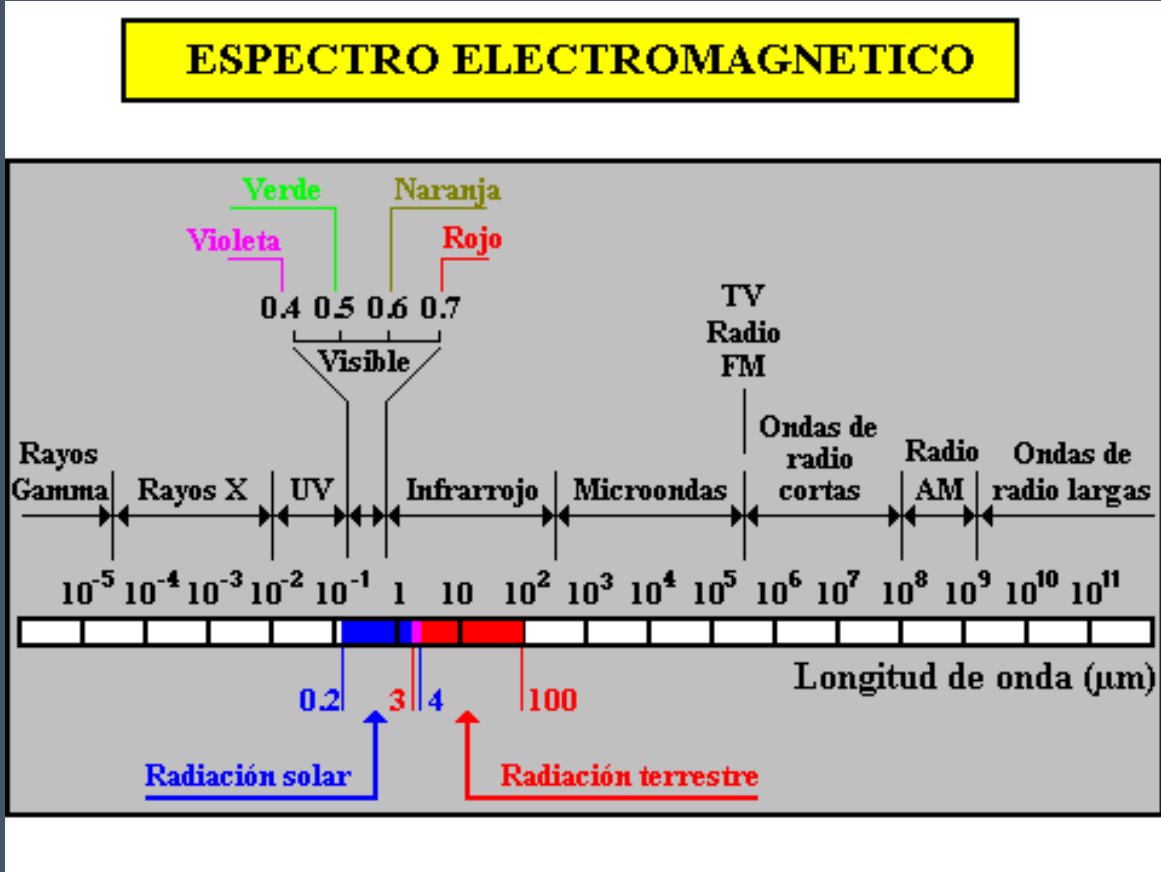 ESPECTRO ELECTROMAGNETICO
Verde Naranja
Violeta Rojo
0.4 0.5 0.6 0.7
Visible
TV
Radio
FM
Rayos
Gamma
Rayos X
UV
Infrarrojo
Microondas
Ondas de
radio
cortas
Radio
AM
Ondas de
radio largas
10⁻⁵ 10⁻⁴ 10⁻³ 10⁻² 10⁻¹ 1 10 10² 10³ 10⁴ 10⁵ 10⁶ 10⁷ 10⁸ 10⁹ 10¹⁰ 10¹¹
Longitud de onda (µm)
0.2 3 4 100
Radiación solar Radiación terrestre